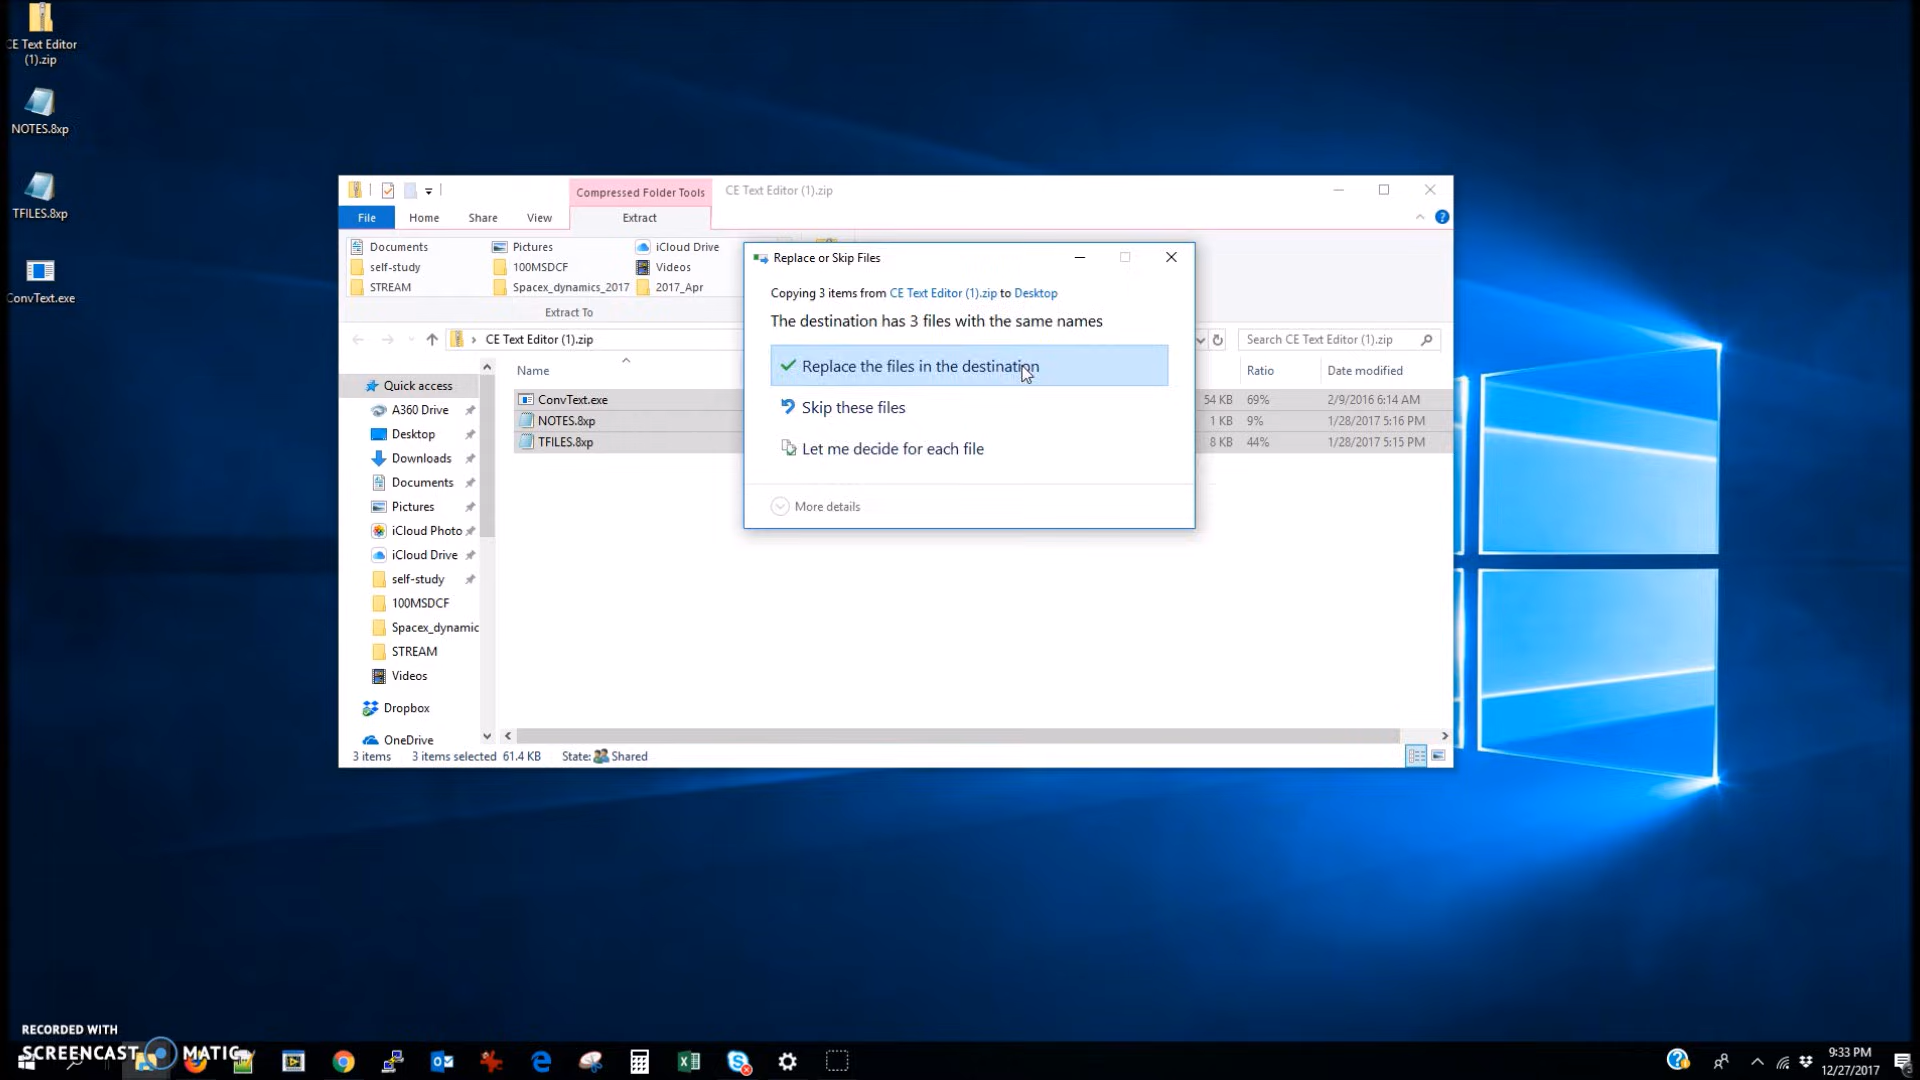 CE Text Editor
(1).zip
NOTES.8xp
TFILES.8xp
ConvText.exe
Compressed Folder Tools
CE Text Editor (1).zip
File
Home
Share
View
Extract
Documents
Pictures
iCloud Drive
self-study
100MSDCF
Videos
STREAM
Spacex_dynamics_2017
2017_Apr
Extract To
CE Text Editor (1).zip
Search CE Text Editor (1).zip
Quick access
A360 Drive
Desktop
Downloads
Documents
Pictures
iCloud Photo
iCloud Drive
self-study
100MSDCF
Spacex_dynamic
STREAM
Videos
Dropbox
OneDrive
Name
Ratio
Date modified
ConvText.exe
54 KB
69%
2/9/2016 6:14 AM
NOTES.8xp
1 KB
9%
1/28/2017 5:16 PM
TFILES.8xp
8 KB
44%
1/28/2017 5:15 PM
Replace or Skip Files
Copying 3 items from CE Text Editor (1).zip to Desktop
The destination has 3 files with the same names
Replace the files in the destination
Skip these files
Let me decide for each file
More details
3 items
3 items selected 61.4 KB
State: Shared
RECORDED WITH
SCREENCAST MATIC
9:33 PM
12/27/2017